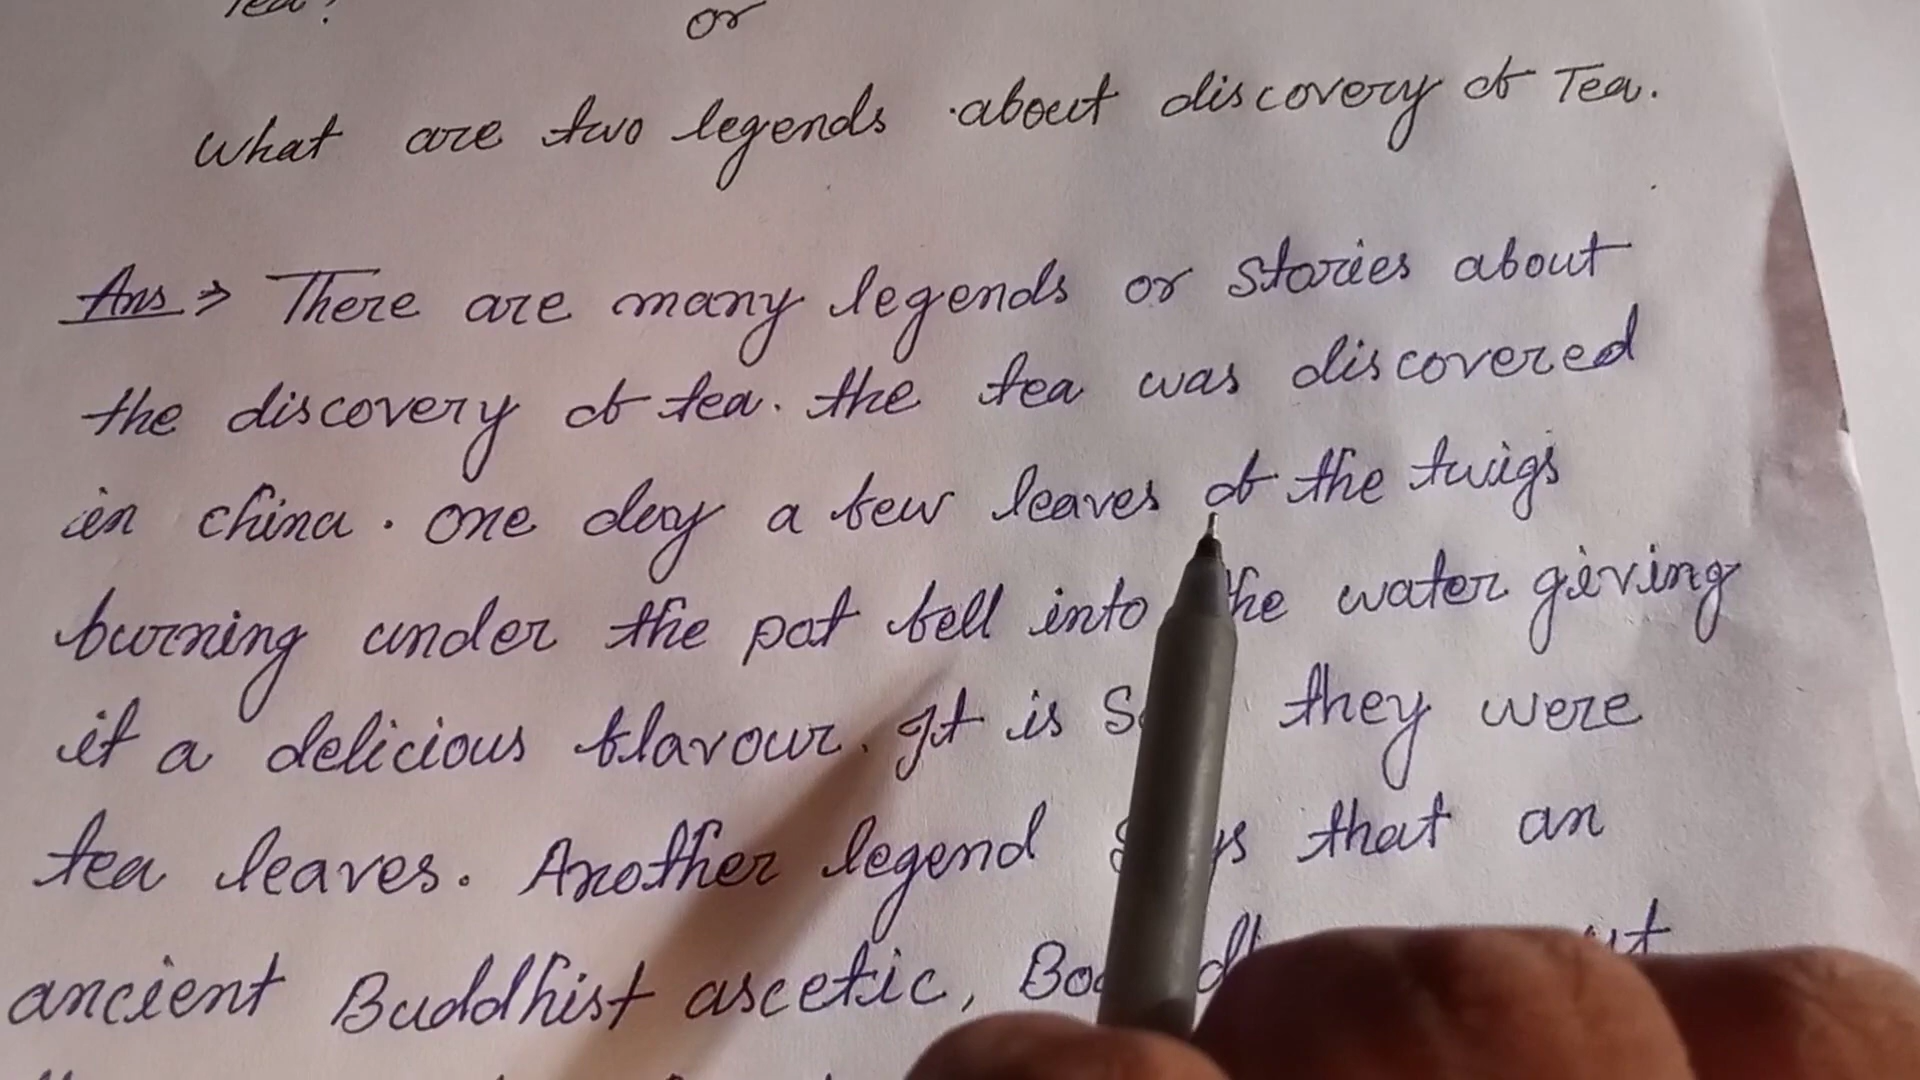 Tea?
or
What are two legends about discovery of Tea.
Ans ⇒ There are many legends or stories about
the discovery of tea. the tea was discovered
in china. one day a few leaves of the twigs
burning under the pot fell into the water giving
it a delicious flavour. It is they were
tea leaves. Another legend says that an
ancient Buddhist ascetic,